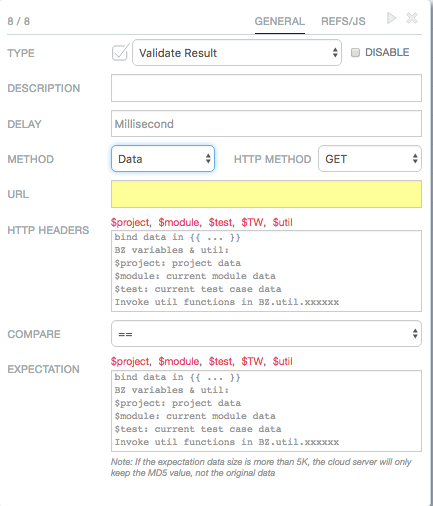 8 / 8 GENERAL REFS/JS
TYPE Validate Result DISABLE
DESCRIPTION
DELAY Millisecond
METHOD Data HTTP METHOD GET
URL
HTTP HEADERS $project, $module, $test, $TW, $util
bind data in {{ ... }}
BZ variables & util:
$project: project data
$module: current module data
$test: current test case data
Invoke util functions in BZ.util.xxxxxx
COMPARE ==
EXPECTATION $project, $module, $test, $TW, $util
bind data in {{ ... }}
BZ variables & util:
$project: project data
$module: current module data
$test: current test case data
Invoke util functions in BZ.util.xxxxxx
Note: If the expectation data size is more than 5K, the cloud server will only
keep the MD5 value, not the original data